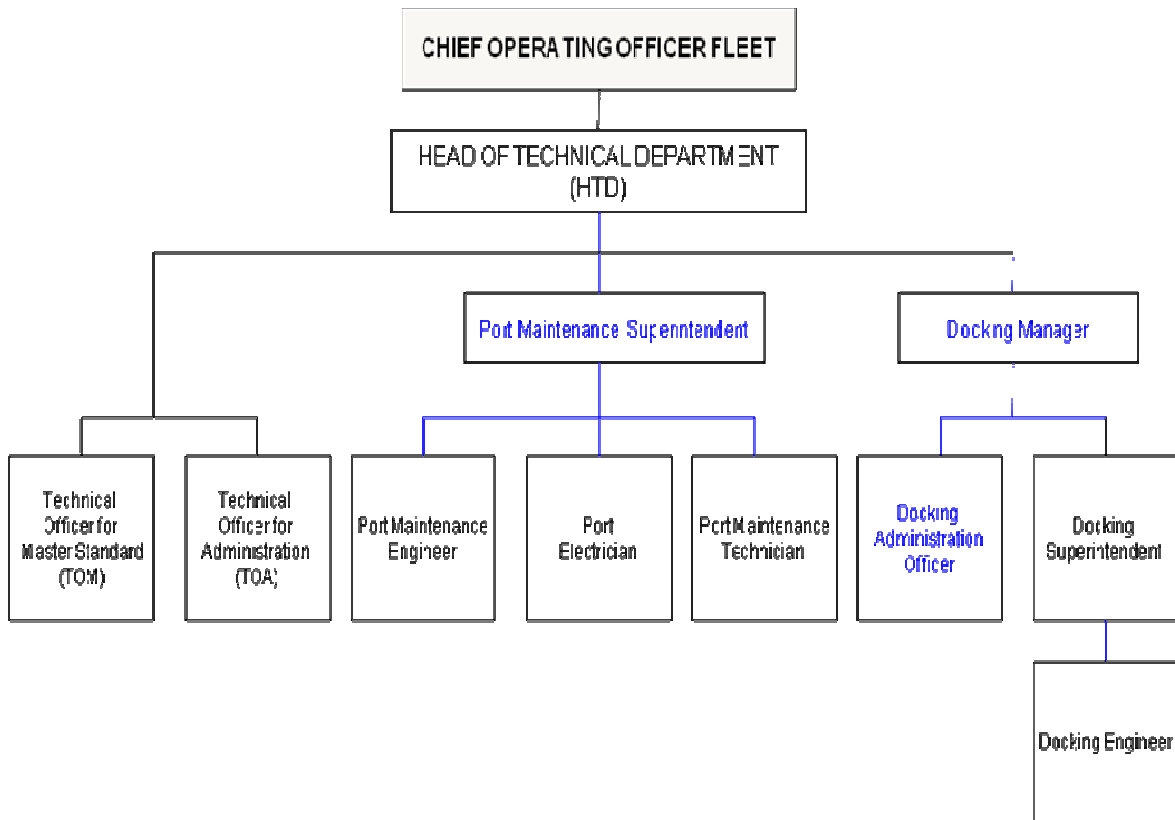 CHIEF OPERATING OFFICER FLEET
HEAD OF TECHNICAL DEPARTMENT
(HTD)
Port Maintenance Superintendent
Docking Manager
Technical
Officer for
Master Standard
(TOM)
Technical
Officer for
Administration
(TOA)
Port Maintenance
Engineer
Port
Electrician
Port Maintenance
Technician
Docking
Administration
Officer
Docking
Superintendent
Docking Engineer